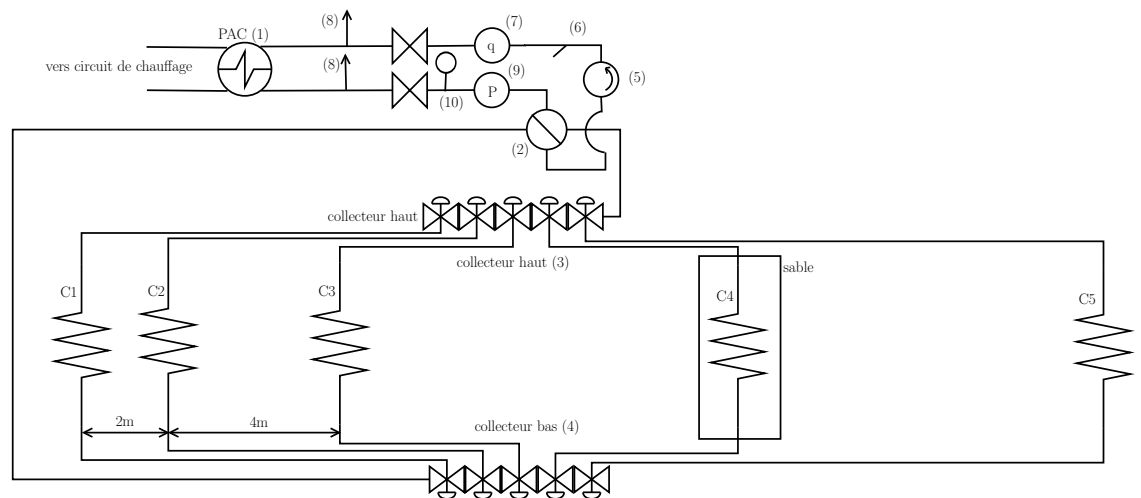 (8)
(7)
(6)
PAC (1)
q
vers circuit de chauffage
(8)
(9)
(5)
P
(10)
(2)
collecteur haut
collecteur haut (3)
sable
C1
C2
C3
C4
C5
2m
4m
collecteur bas (4)